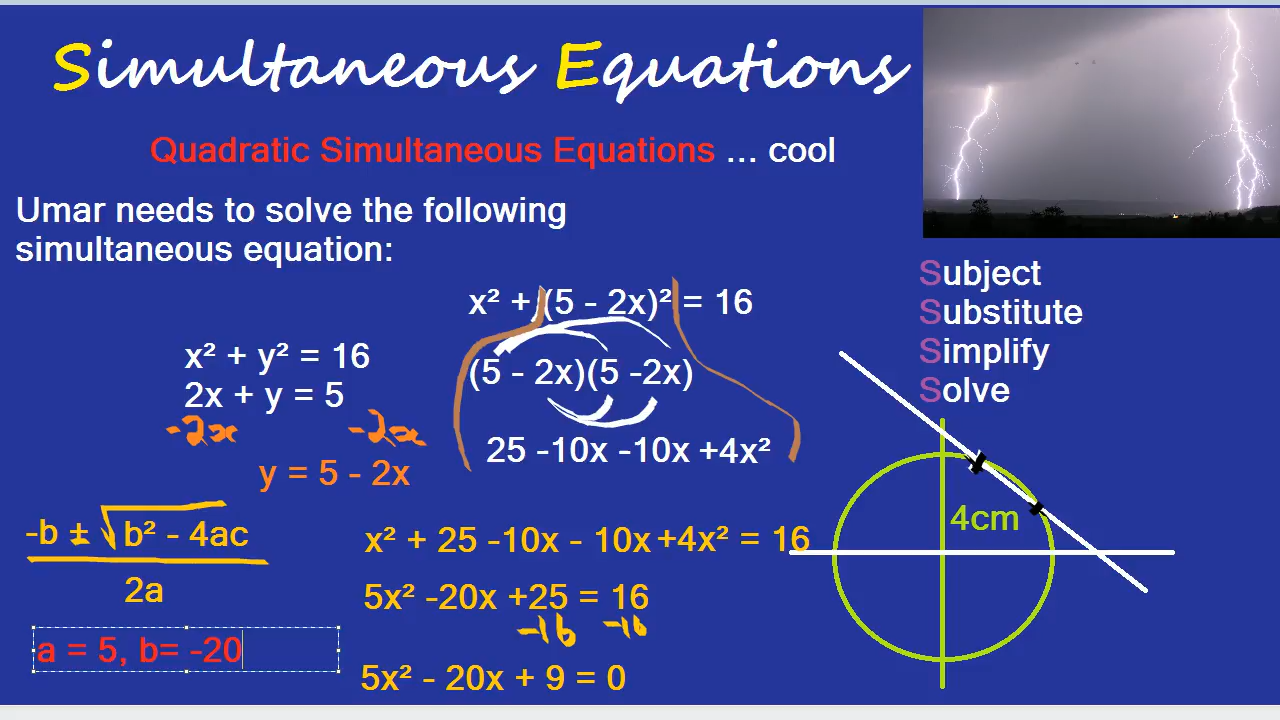 Simultaneous Equations
Quadratic Simultaneous Equations ... cool
Umar needs to solve the following
simultaneous equation:
x² + y² = 16
2x + y = 5
-2x -2x
y = 5 - 2x
x² + (5 - 2x)² = 16
(5 - 2x)(5 -2x)
25 -10x -10x +4x²
Subject
Substitute
Simplify
Solve
4cm
-b ± √b² - 4ac
2a
a = 5, b= -20
x² + 25 -10x - 10x +4x² = 16
5x² -20x +25 = 16
-16 -16
5x² - 20x + 9 = 0